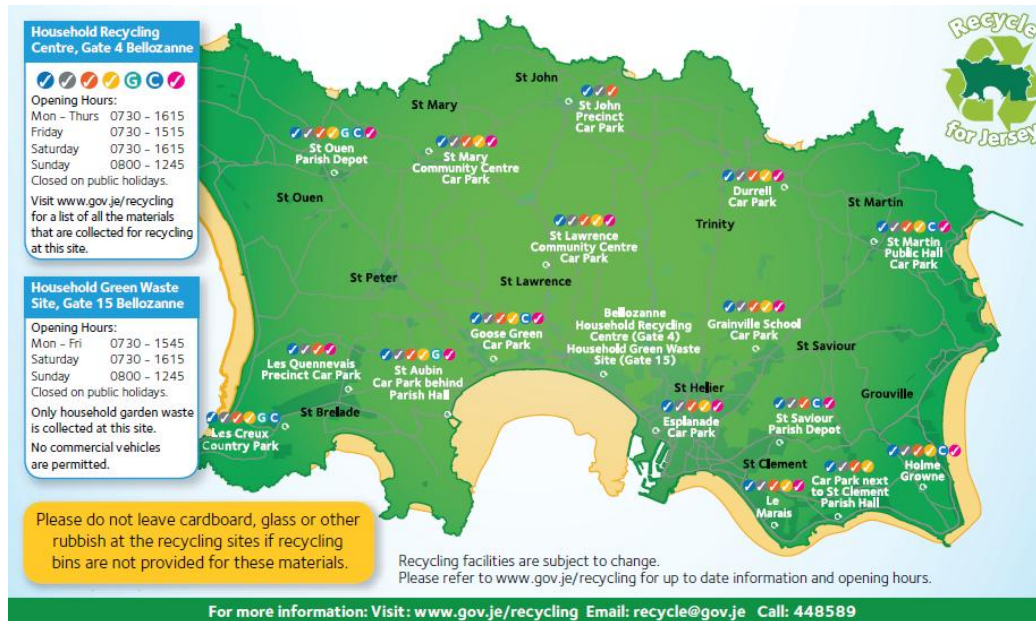 Household Recycling
Centre, Gate 4 Bellozanne
G C
Opening Hours:
Mon – Thurs 0730 – 1615
Friday 0730 – 1515
Saturday 0730 – 1615
Sunday 0800 – 1245
Closed on public holidays.
Visit www.gov.je/recycling
for a list of all the materials
that are collected for recycling
at this site.
Household Green Waste
Site, Gate 15 Bellozanne
Opening Hours:
Mon – Fri 0730 – 1545
Saturday 0730 – 1615
Sunday 0800 – 1245
Closed on public holidays.
Only household garden waste
is collected at this site.
No commercial vehicles
are permitted.
Please do not leave cardboard, glass or other
rubbish at the recycling sites if recycling
bins are not provided for these materials.
Recycle
for Jersey
St John
St John
Precinct
Car Park
St Mary
St Mary
Community Centre
Car Park
G C
St Ouen
Parish Depot
St Ouen
Durrell
Car Park
St Martin
C
St Martin
Public Hall
Car Park
Trinity
St Lawrence
Community Centre
Car Park
St Lawrence
St Peter
C
Goose Green
Car Park
Bellozanne
Household Recycling
Centre (Gate 4)
Household Green Waste
Site (Gate 15)
Grainville School
Car Park
St Saviour
Les Quennevais
Precinct Car Park
G
St Aubin
Car Park behind
Parish Hall
St Helier
Esplanade
Car Park
Grouville
C
St Saviour
Parish Depot
St Brelade
G C
Les Creux
Country Park
St Clement
Le
Marais
Car Park next
to St Clement
Parish Hall
C
Holme
Growne
Recycling facilities are subject to change.
Please refer to www.gov.je/recycling for up to date information and opening hours.
For more information: Visit: www.gov.je/recycling Email: recycle@gov.je Call: 448589